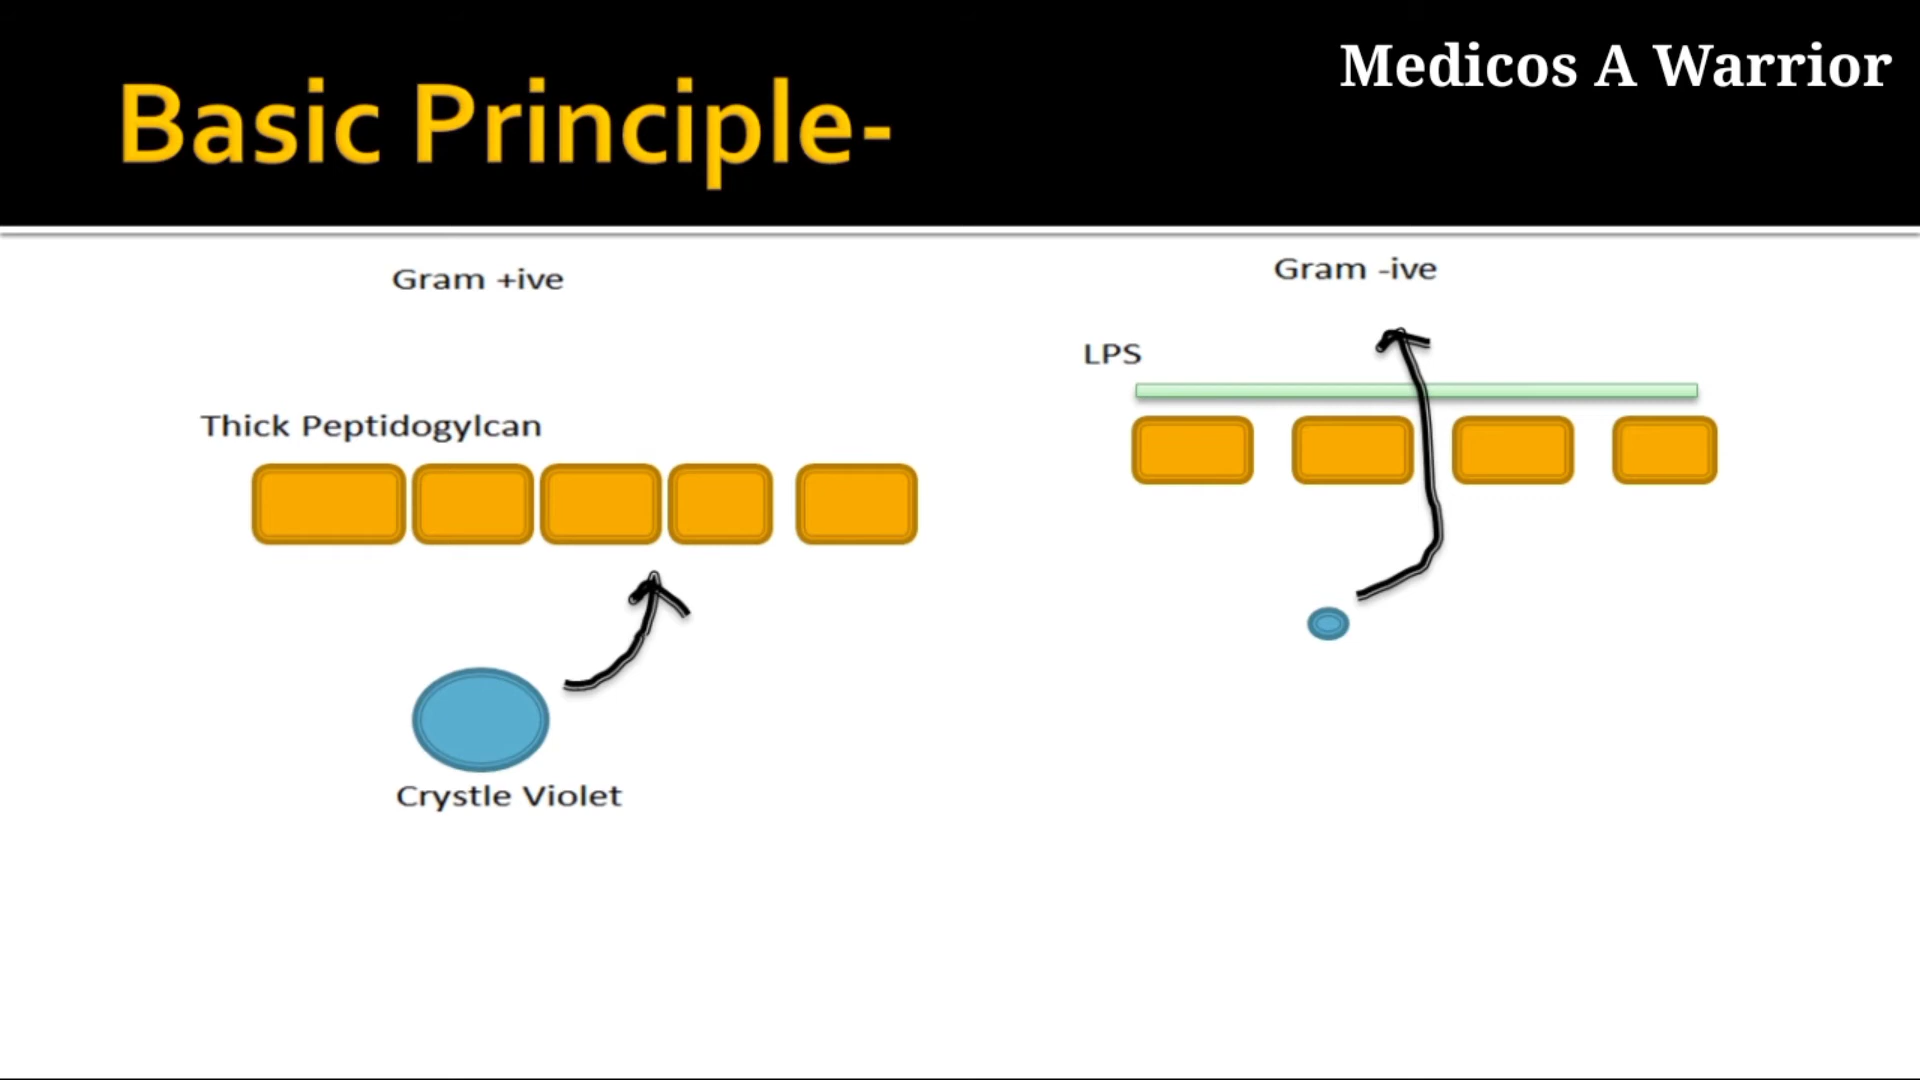 Medicos A Warrior
Basic Principle-
Gram +ive
Thick Peptidogylcan
Crystle Violet
Gram -ive
LPS